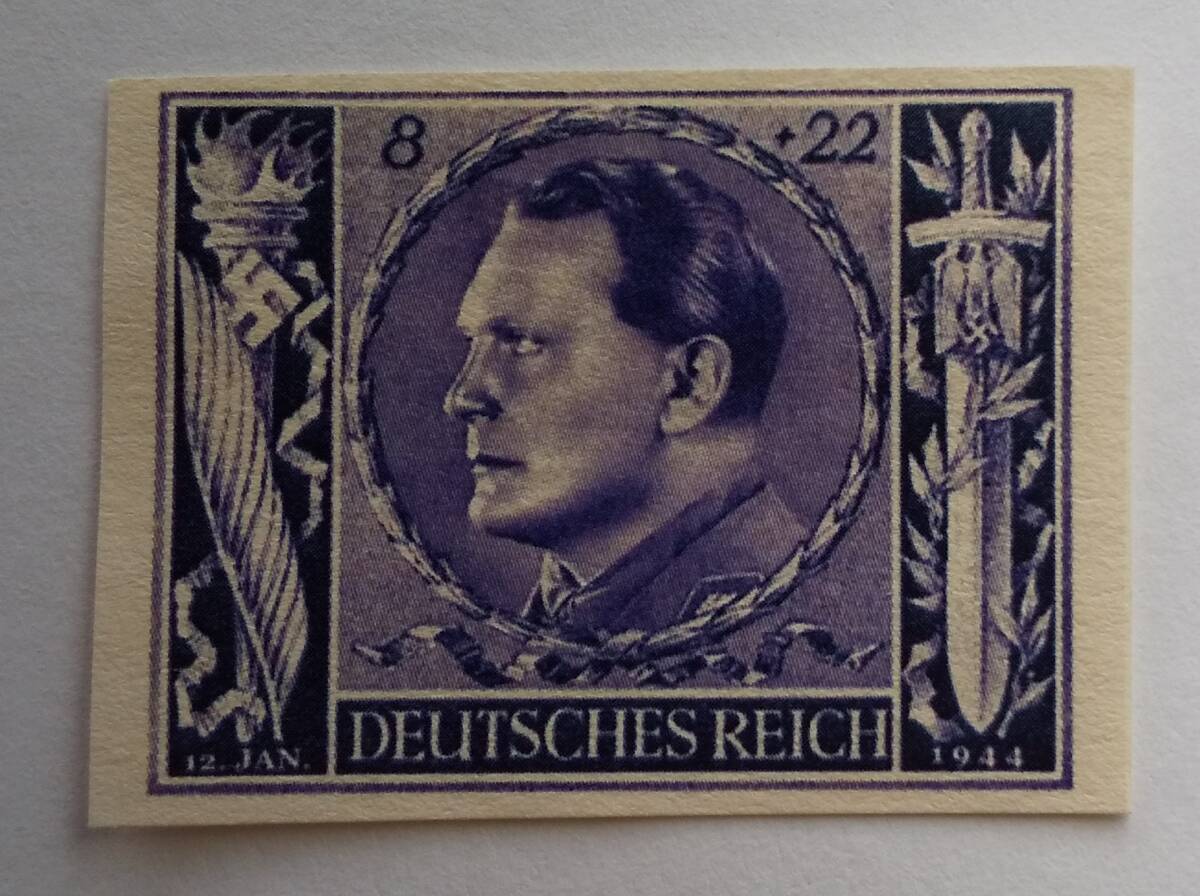 8 +22
DEUTSCHES REICH
12. JAN. 1944